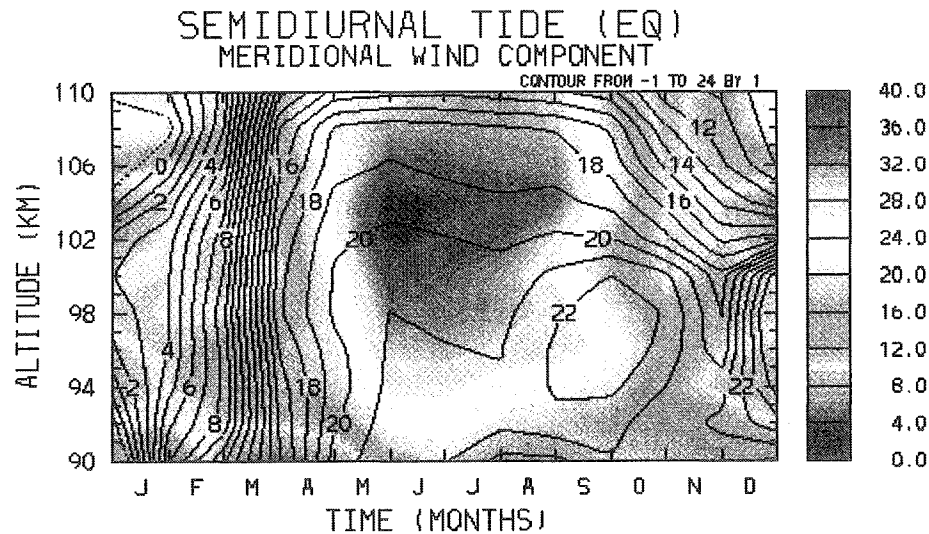 SEMIDIURNAL TIDE (EQ)
MERIDIONAL WIND COMPONENT
CONTOUR FROM -1 TO 24 BY 1
110
106
102
98
94
90
ALTITUDE (KM)
0 4 16 18 12 14
2 6 18 16
8 20 20
22
4
2 6 18 22
8 20
J F M A M J J A S O N D
TIME (MONTHS)
40.0
36.0
32.0
28.0
24.0
20.0
16.0
12.0
8.0
4.0
0.0